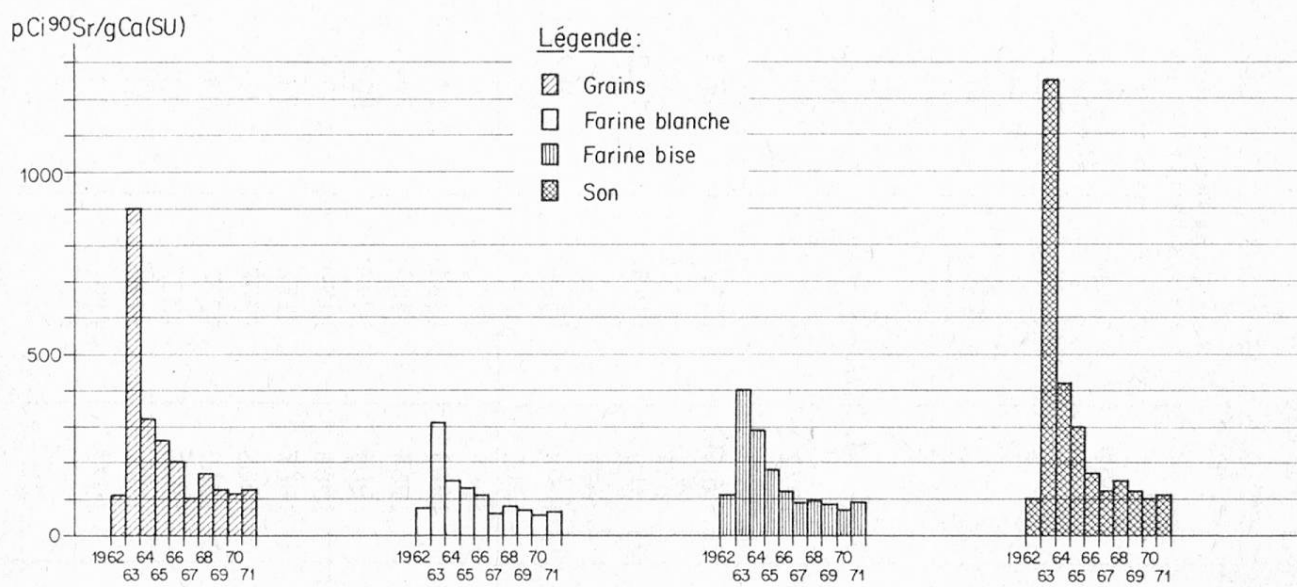 pCi⁹⁰Sr/gCa(SU)
Légende:
Grains
Farine blanche
Farine bise
Son
1000
500
0
1962 64 66 68 70
63 65 67 69 71
1962 64 66 68 70
63 65 67 69 71
1962 64 66 68 70
63 65 67 69 71
1962 64 66 68 70
63 65 67 69 71